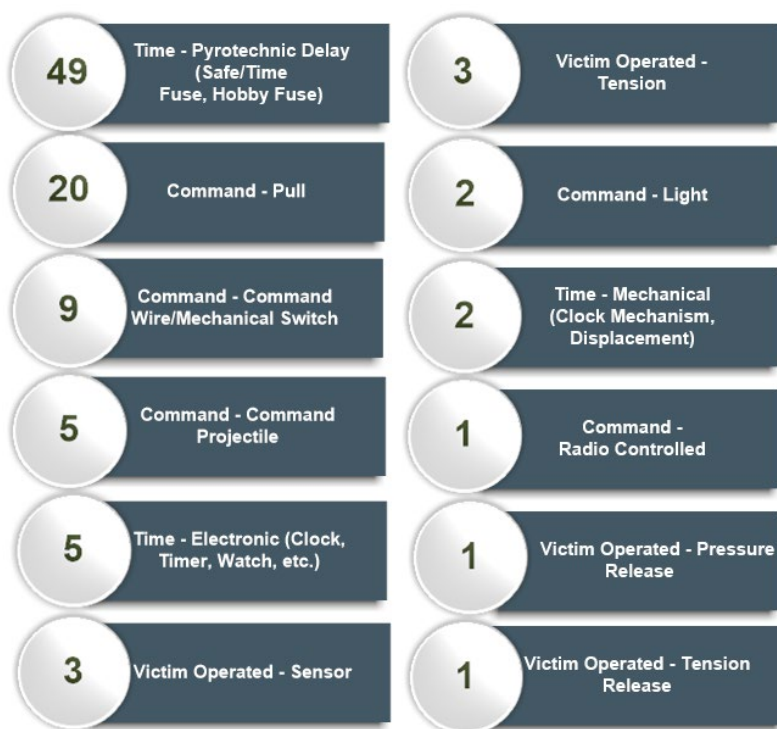 49
Time - Pyrotechnic Delay
(Safe/Time
Fuse, Hobby Fuse)
20
Command - Pull
9
Command - Command
Wire/Mechanical Switch
5
Command - Command
Projectile
5
Time - Electronic (Clock,
Timer, Watch, etc.)
3
Victim Operated - Sensor
3
Victim Operated -
Tension
2
Command - Light
2
Time - Mechanical
(Clock Mechanism,
Displacement)
1
Command -
Radio Controlled
1
Victim Operated - Pressure
Release
1
Victim Operated - Tension
Release